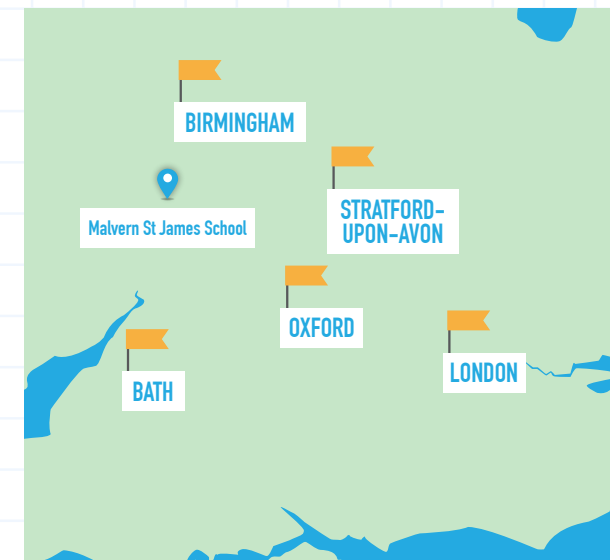 BIRMINGHAM
Malvern St James School
STRATFORD-
UPON-AVON
OXFORD
LONDON
BATH